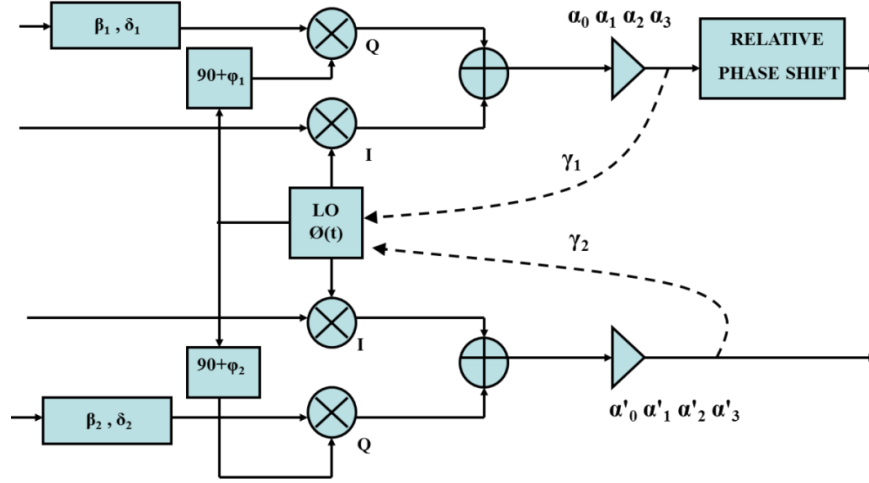 β₁ , δ₁
Q
α₀ α₁ α₂ α₃
RELATIVE
PHASE SHIFT
90+φ₁
I
γ₁
LO
Ø(t)
γ₂
I
90+φ₂
β₂ , δ₂
Q
α'₀ α'₁ α'₂ α'₃